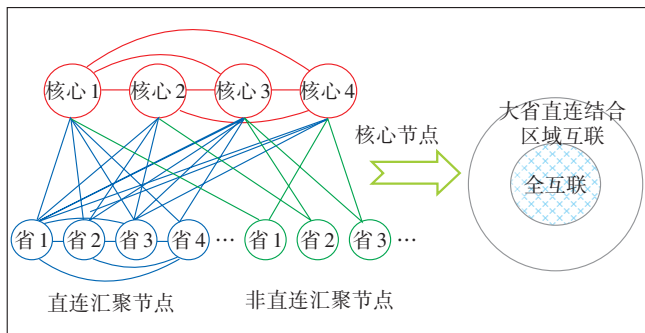 核心1 核心2 核心3 核心4
核心节点
大省直连结合
区域互联
全互联
省1 省2 省3 省4 … 省1 省2 省3 …
直连汇聚节点 非直连汇聚节点